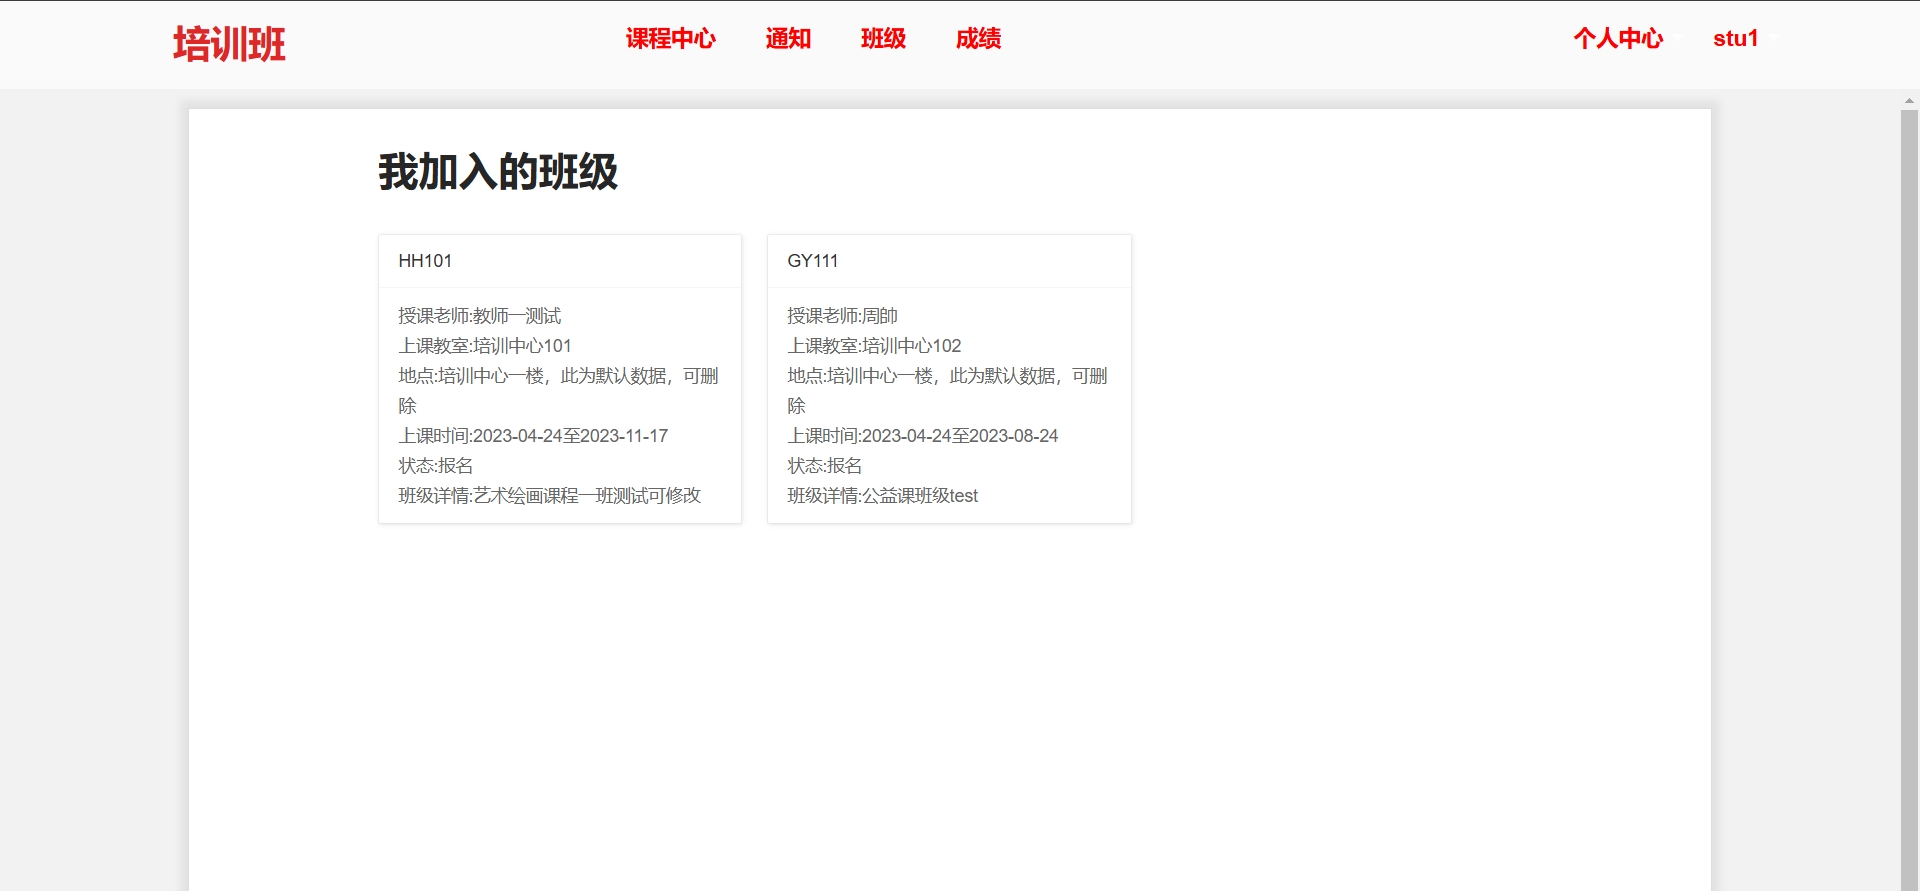 培训班
课程中心 通知 班级 成绩
个人中心 stu1
我加入的班级
HH101
授课老师:教师一测试
上课教室:培训中心101
地点:培训中心一楼，此为默认数据，可删
除
上课时间:2023-04-24至2023-11-17
状态:报名
班级详情:艺术绘画课程一班测试可修改
GY111
授课老师:周帥
上课教室:培训中心102
地点:培训中心一楼，此为默认数据，可删
除
上课时间:2023-04-24至2023-08-24
状态:报名
班级详情:公益课班级test